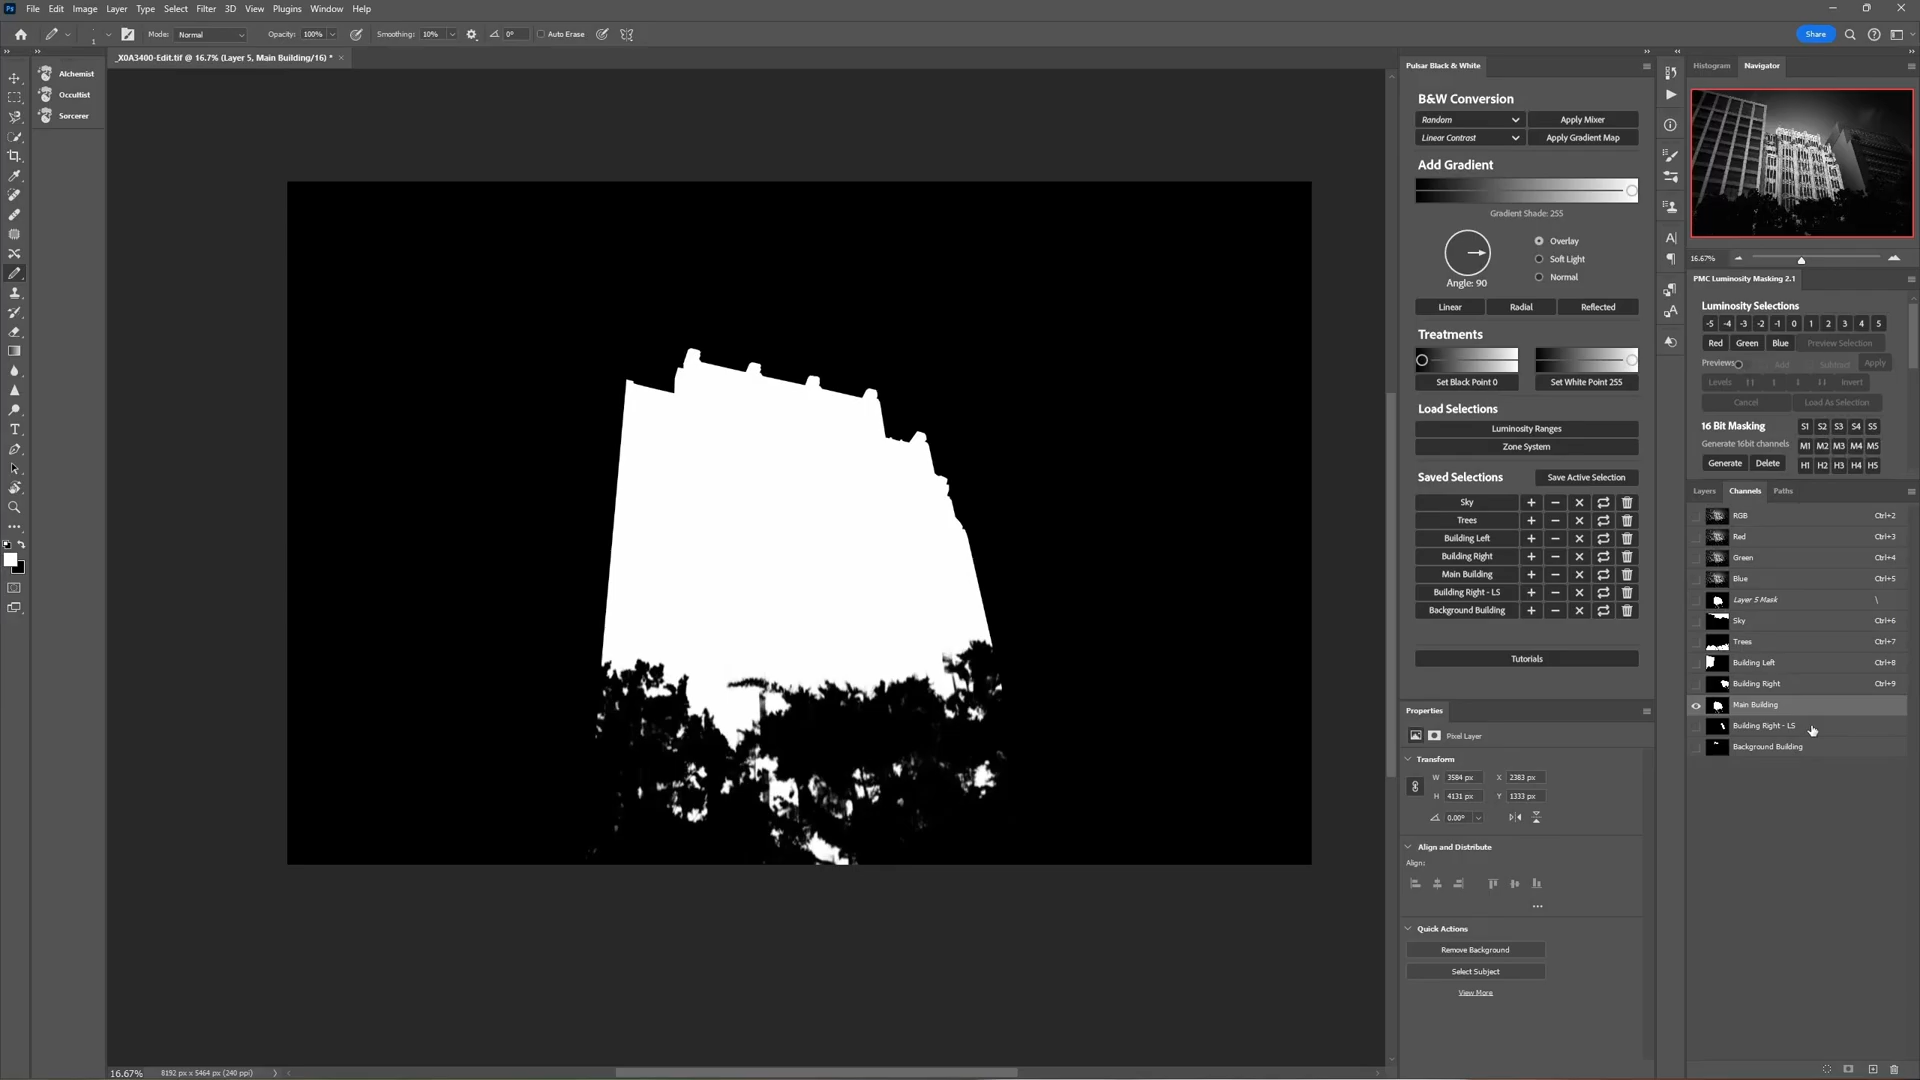 Ps File Edit Image Layer Type Select Filter 3D View Plugins Window Help
1 Mode: Normal Opacity: 100% Smoothing: 10% 0° Auto Erase Share
_X0A3400-Edit.tif @ 16.7% (Layer 5, Main Building/16) * ×
Alchemist
Occultist
Sorcerer
16.67% 8192 px x 5464 px (240 ppi)
Pulsar Black & White
B&W Conversion
Random Apply Mixer
Linear Contrast Apply Gradient Map
Add Gradient
Gradient Shade: 255
Overlay
Soft Light
Normal
Angle: 90
Linear Radial Reflected
Treatments
Set Black Point 0 Set White Point 255
Load Selections
Luminosity Ranges
Zone System
Saved Selections Save Active Selection
Sky
Trees
Building Left
Building Right
Main Building
Building Right - LS
Background Building
Tutorials
Properties
Pixel Layer
Transform
W 3584 px X 2383 px
H 4131 px Y 1333 px
0.00°
Align and Distribute
Align:
Quick Actions
Remove Background
Select Subject
View More
Histogram Navigator
16.67%
PMC Luminosity Masking 2.1
Luminosity Selections
-5 -4 -3 -2 -1 0 1 2 3 4 5
Red Green Blue Preview Selection
Previews Add Subtract Apply
Levels Invert
Cancel Load As Selection
16 Bit Masking S1 S2 S3 S4 S5
Generate 16bit channels M1 M2 M3 M4 M5
Generate Delete H1 H2 H3 H4 H5
Layers Channels Paths
RGB Ctrl+2
Red Ctrl+3
Green Ctrl+4
Blue Ctrl+5
Layer 5 Mask \
Sky Ctrl+6
Trees Ctrl+7
Building Left Ctrl+8
Building Right Ctrl+9
Main Building
Building Right - LS
Background Building